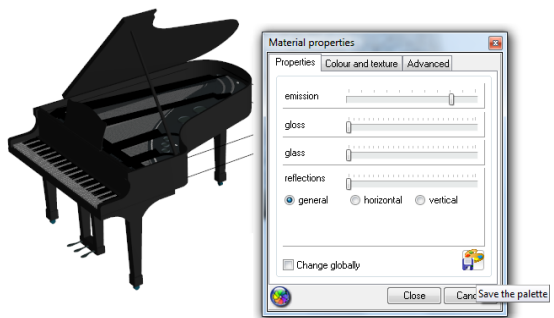 Material properties
Properties
Colour and texture
Advanced
emission
gloss
glass
reflections
general
horizontal
vertical
Change globally
Close
Save the palette